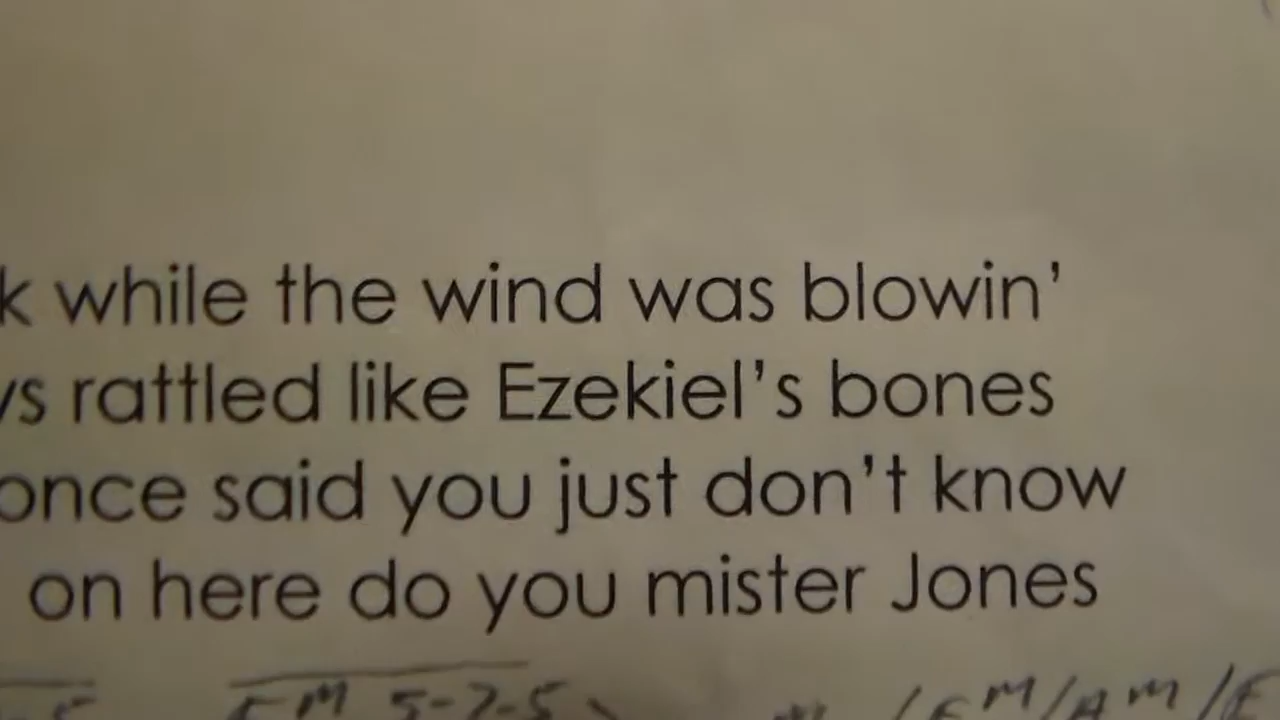 while the wind was blowin’
rattled like Ezekiel’s bones
once said you just don’t know
on here do you mister Jones
5-7-5